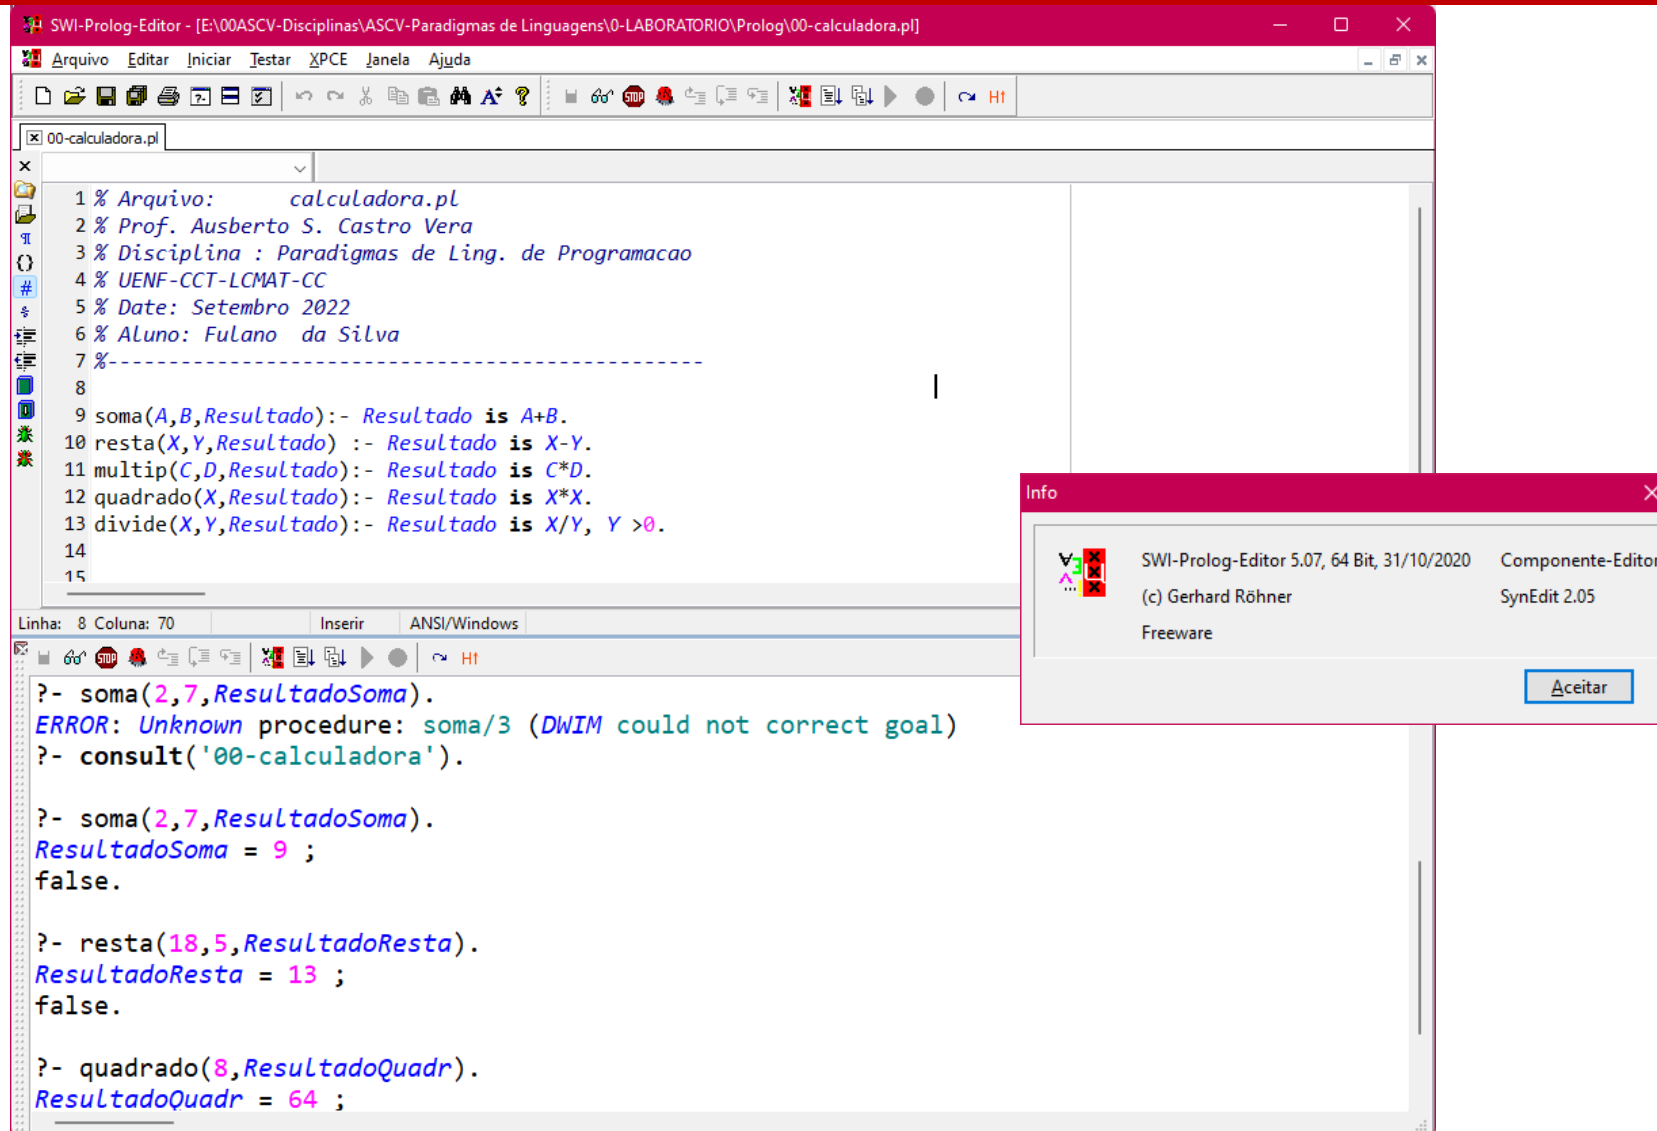 SWI-Prolog-Editor - [E:\00ASCV-Disciplinas\ASCV-Paradigmas de Linguagens\0-LABORATORIO\Prolog\00-calculadora.pl]
Arquivo Editar Iniciar Testar XPCE Janela Ajuda
00-calculadora.pl
1 % Arquivo:      calculadora.pl
2 % Prof. Ausberto S. Castro Vera
3 % Disciplina : Paradigmas de Ling. de Programacao
4 % UENF-CCT-LCMAT-CC
5 % Date: Setembro 2022
6 % Aluno: Fulano  da Silva
7 %-------------------------------------------------
8
9 soma(A,B,Resultado):- Resultado is A+B.
10 resta(X,Y,Resultado) :- Resultado is X-Y.
11 multip(C,D,Resultado):- Resultado is C*D.
12 quadrado(X,Resultado):- Resultado is X*X.
13 divide(X,Y,Resultado):- Resultado is X/Y, Y >0.
14
15
Linha: 8 Coluna: 70 Inserir ANSI/Windows
?- soma(2,7,ResultadoSoma).
ERROR: Unknown procedure: soma/3 (DWIM could not correct goal)
?- consult('00-calculadora').
?- soma(2,7,ResultadoSoma).
ResultadoSoma = 9 ;
false.
?- resta(18,5,ResultadoResta).
ResultadoResta = 13 ;
false.
?- quadrado(8,ResultadoQuadr).
ResultadoQuadr = 64 ;
Info
SWI-Prolog-Editor 5.07, 64 Bit, 31/10/2020 Componente-Editor
(c) Gerhard Röhner SynEdit 2.05
Freeware
Aceitar